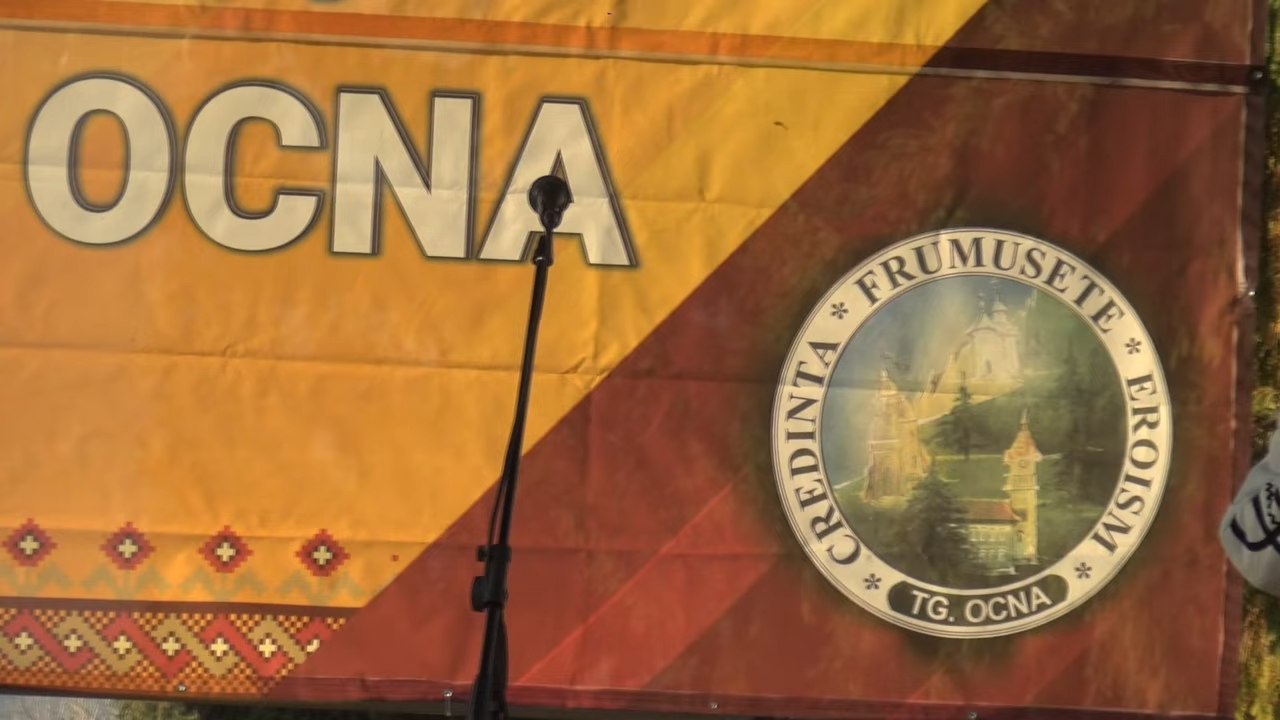 OCNA
CREDINTA * FRUMUSETE * EROISM
TG. OCNA